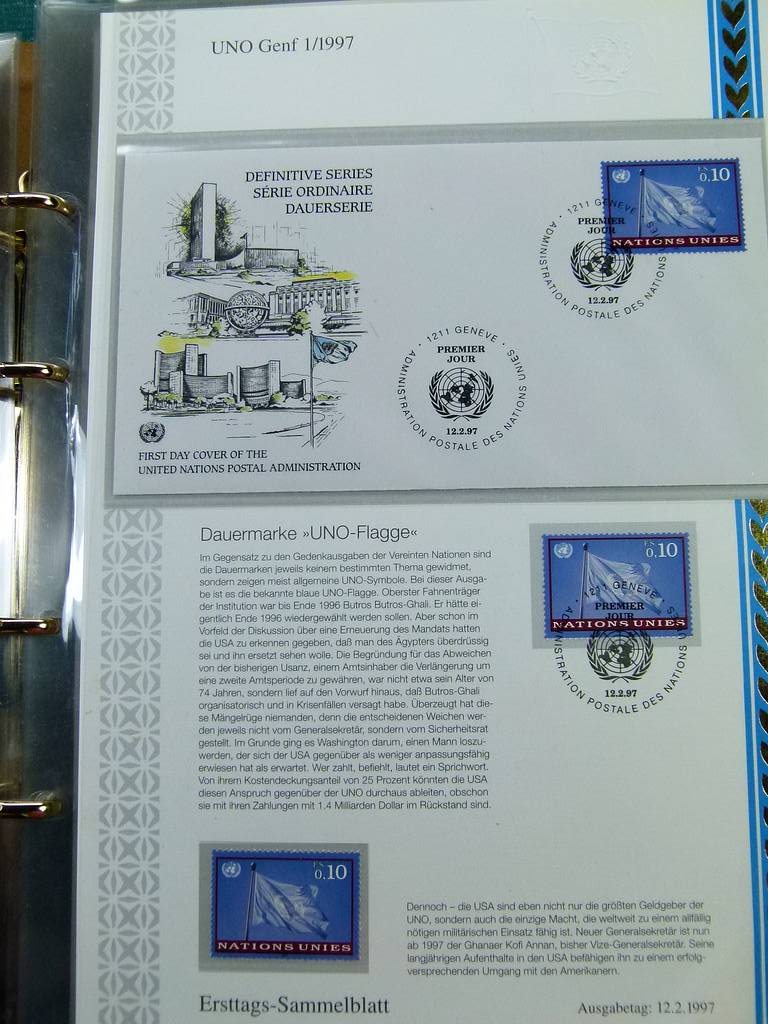 UNO Genf 1/1997
DEFINITIVE SERIES
SÉRIE ORDINAIRE
DAUERSERIE
F.S.
0,10
NATIONS UNIES
1211 GENEVE
PREMIER
JOUR
12.2.97
ADMINISTRATION POSTALE DES NATIONS UNIES
1211 GENEVE
PREMIER
JOUR
12.2.97
ADMINISTRATION POSTALE DES NATIONS UNIES
FIRST DAY COVER OF THE
UNITED NATIONS POSTAL ADMINISTRATION
Dauermarke »UNO-Flagge«
Im Gegensatz zu den Gedenkausgaben der Vereinten Nationen sind
die Dauermarken jeweils keinem bestimmten Thema gewidmet,
sondern zeigen meist allgemeine UNO-Symbole. Bei dieser Ausga-
be ist es die bekannte blaue UNO-Flagge. Oberster Fahnenträger
der Institution war bis Ende 1996 Butros Butros-Ghali. Er hätte ei-
gentlich Ende 1996 wiedergewählt werden sollen. Aber schon im
Vorfeld der Diskussion über eine Erneuerung des Mandats hatten
die USA zu erkennen gegeben, daß man des Ägypters überdrüssig
sei und ihn ersetzt sehen wolle. Die Begründung für das Abweichen
von der bisherigen Usanz, einem Amtsinhaber die Verlängerung um
eine zweite Amtsperiode zu gewähren, war nicht etwa sein Alter von
74 Jahren, sondern lief auf den Vorwurf hinaus, daß Butros-Ghali
organisatorisch und in Krisenfällen versagt habe. Überzeugt hat die-
se Mängelrüge niemanden, denn die entscheidenen Weichen wer-
den jeweils nicht vom Generalsekretär, sondern vom Sicherheitsrat
gestellt. Im Grunde ging es Washington darum, einen Mann loszu-
werden, der sich der USA gegenüber als weniger anpassungsfähig
erwiesen hat als erwartet. Wer zahlt, befiehlt, lautet ein Sprichwort.
Von ihrem Kostendeckungsanteil von 25 Prozent könnten die USA
diesen Anspruch gegenüber der UNO durchaus ableiten, obschon
sie mit ihren Zahlungen mit 1.4 Milliarden Dollar im Rückstand sind.
F.S.
0,10
NATIONS UNIES
1211 GENEVE
PREMIER
JOUR
12.2.97
ADMINISTRATION POSTALE DES NATIONS UNIES
F.S.
0,10
NATIONS UNIES
Dennoch – die USA sind eben nicht nur die größten Geldgeber der
UNO, sondern auch die einzige Macht, die weltweit zu einem allfällig
nötigen militärischen Einsatz fähig ist. Neuer Generalsekretär ist nun
ab 1997 der Ghanaer Kofi Annan, bisher Vize-Generalsekretär. Seine
langjährigen Aufenthalte in den USA befähigen ihn zu einem erfolg-
versprechenden Umgang mit den Amerikanern.
Ersttags-Sammelblatt
Ausgabetag: 12.2.1997